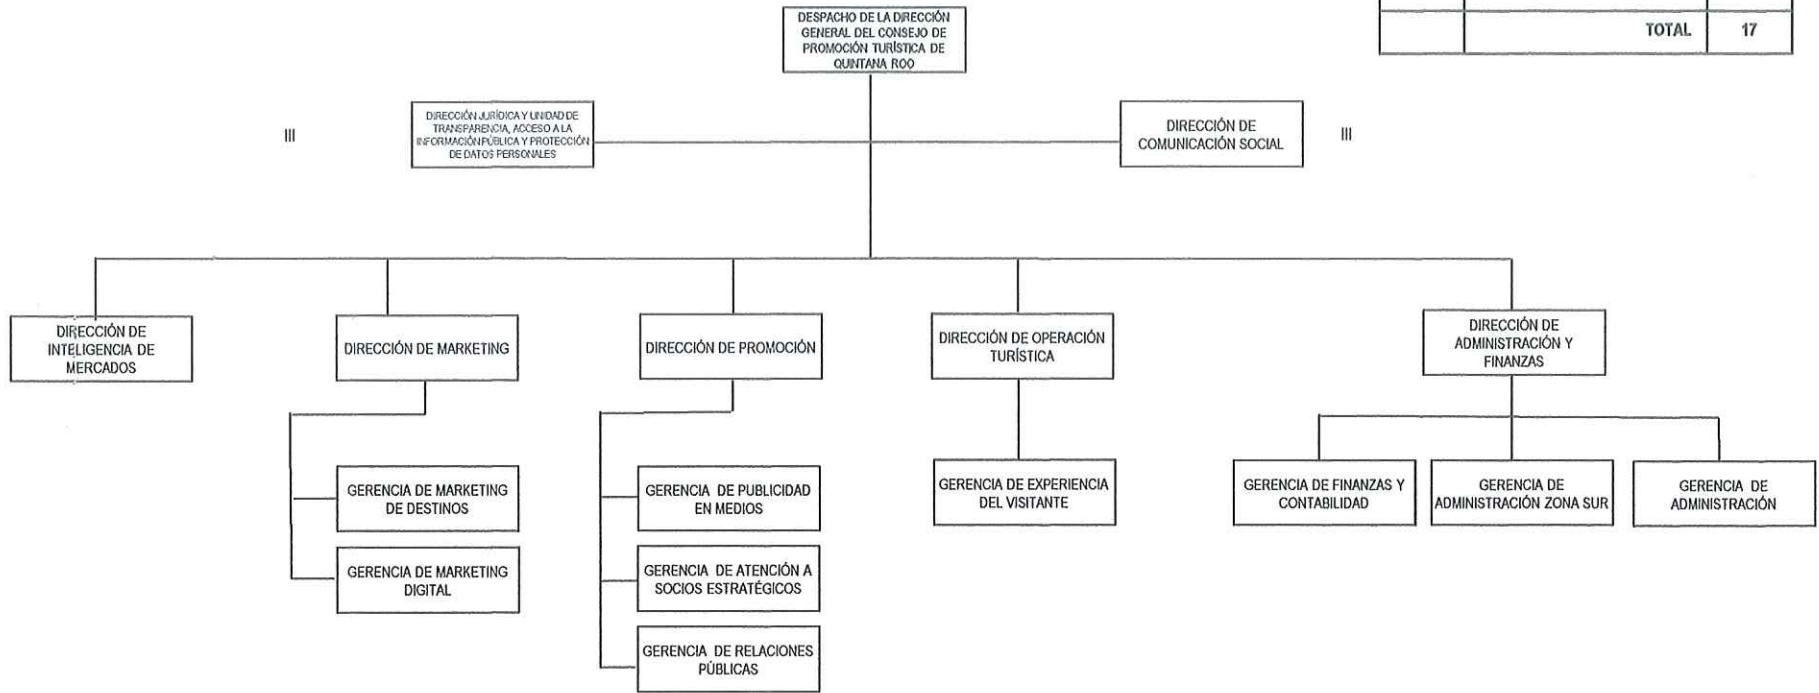 TOTAL 17
DESPACHO DE LA DIRECCIÓN
GENERAL DEL CONSEJO DE
PROMOCIÓN TURÍSTICA DE
QUINTANA ROO
III
DIRECCIÓN JURÍDICA Y UNIDAD DE
TRANSPARENCIA, ACCESO A LA
INFORMACIÓN PÚBLICA Y PROTECCIÓN
DE DATOS PERSONALES
DIRECCIÓN DE
COMUNICACIÓN SOCIAL
III
DIRECCIÓN DE
INTELIGENCIA DE
MERCADOS
DIRECCIÓN DE MARKETING
DIRECCIÓN DE PROMOCIÓN
DIRECCIÓN DE OPERACIÓN
TURÍSTICA
DIRECCIÓN DE
ADMINISTRACIÓN Y
FINANZAS
GERENCIA DE MARKETING
DE DESTINOS
GERENCIA DE PUBLICIDAD
EN MEDIOS
GERENCIA DE EXPERIENCIA
DEL VISITANTE
GERENCIA DE FINANZAS Y
CONTABILIDAD
GERENCIA DE
ADMINISTRACIÓN ZONA SUR
GERENCIA DE
ADMINISTRACIÓN
GERENCIA DE MARKETING
DIGITAL
GERENCIA DE ATENCIÓN A
SOCIOS ESTRATÉGICOS
GERENCIA DE RELACIONES
PÚBLICAS